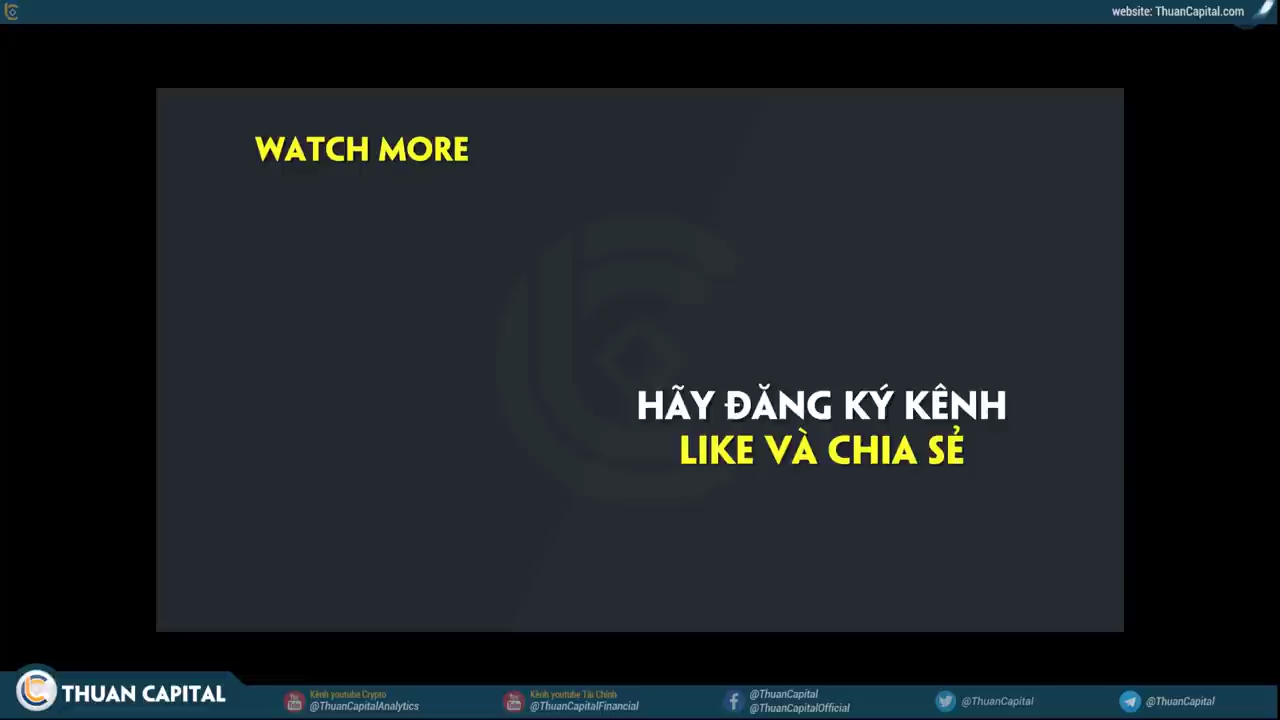 website: ThuanCapital.com
WATCH MORE
HÃY ĐĂNG KÝ KÊNH
LIKE VÀ CHIA SẺ
THUAN CAPITAL
Kênh youtube Crypto
@ThuanCapitalAnalytics
Kênh youtube Tài Chính
@ThuanCapitalFinancial
@ThuanCapital
@ThuanCapitalOfficial
@ThuanCapital
@ThuanCapital